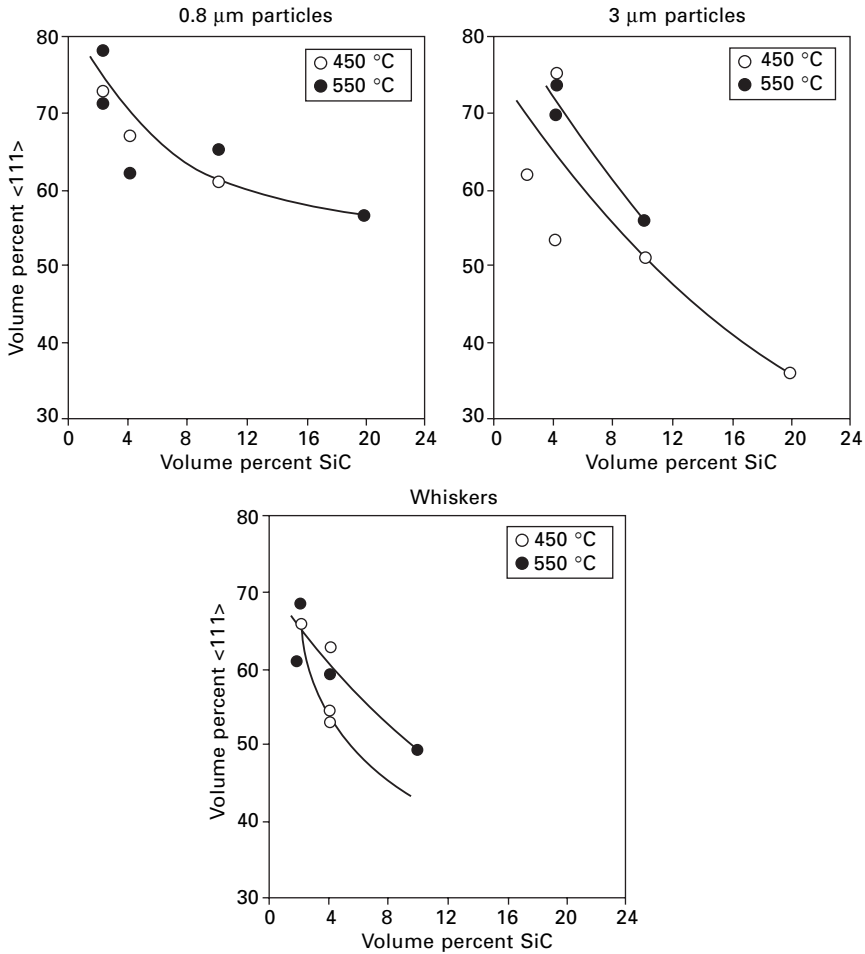 0.8 μm particles
80
70
60
50
40
30
Volume percent <111>
450 °C
550 °C
0 4 8 12 16 20 24
Volume percent SiC
3 μm particles
80
70
60
50
40
30
450 °C
550 °C
0 4 8 12 16 20 24
Volume percent SiC
Whiskers
80
70
60
50
40
30
Volume percent <111>
450 °C
550 °C
0 4 8 12 16 20 24
Volume percent SiC